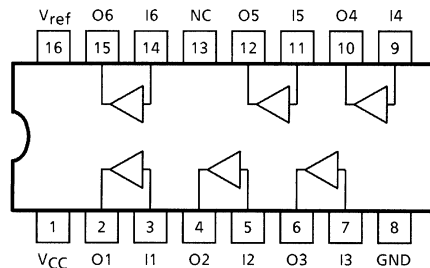 Vref O6 I6 NC O5 I5 O4 I4
16 15 14 13 12 11 10 9
1 2 3 4 5 6 7 8
VCC O1 I1 O2 I2 O3 I3 GND